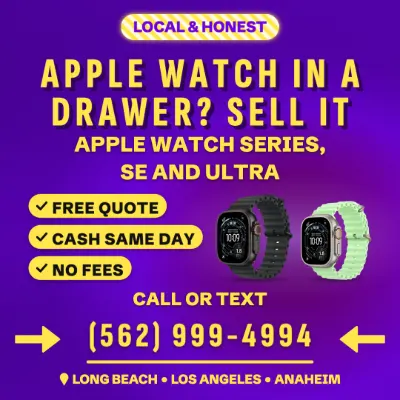 LOCAL & HONEST
APPLE WATCH IN A
DRAWER? SELL IT
APPLE WATCH SERIES,
SE AND ULTRA
FREE QUOTE
CASH SAME DAY
NO FEES
CALL OR TEXT
(562) 999-4994
LONG BEACH • LOS ANGELES • ANAHEIM